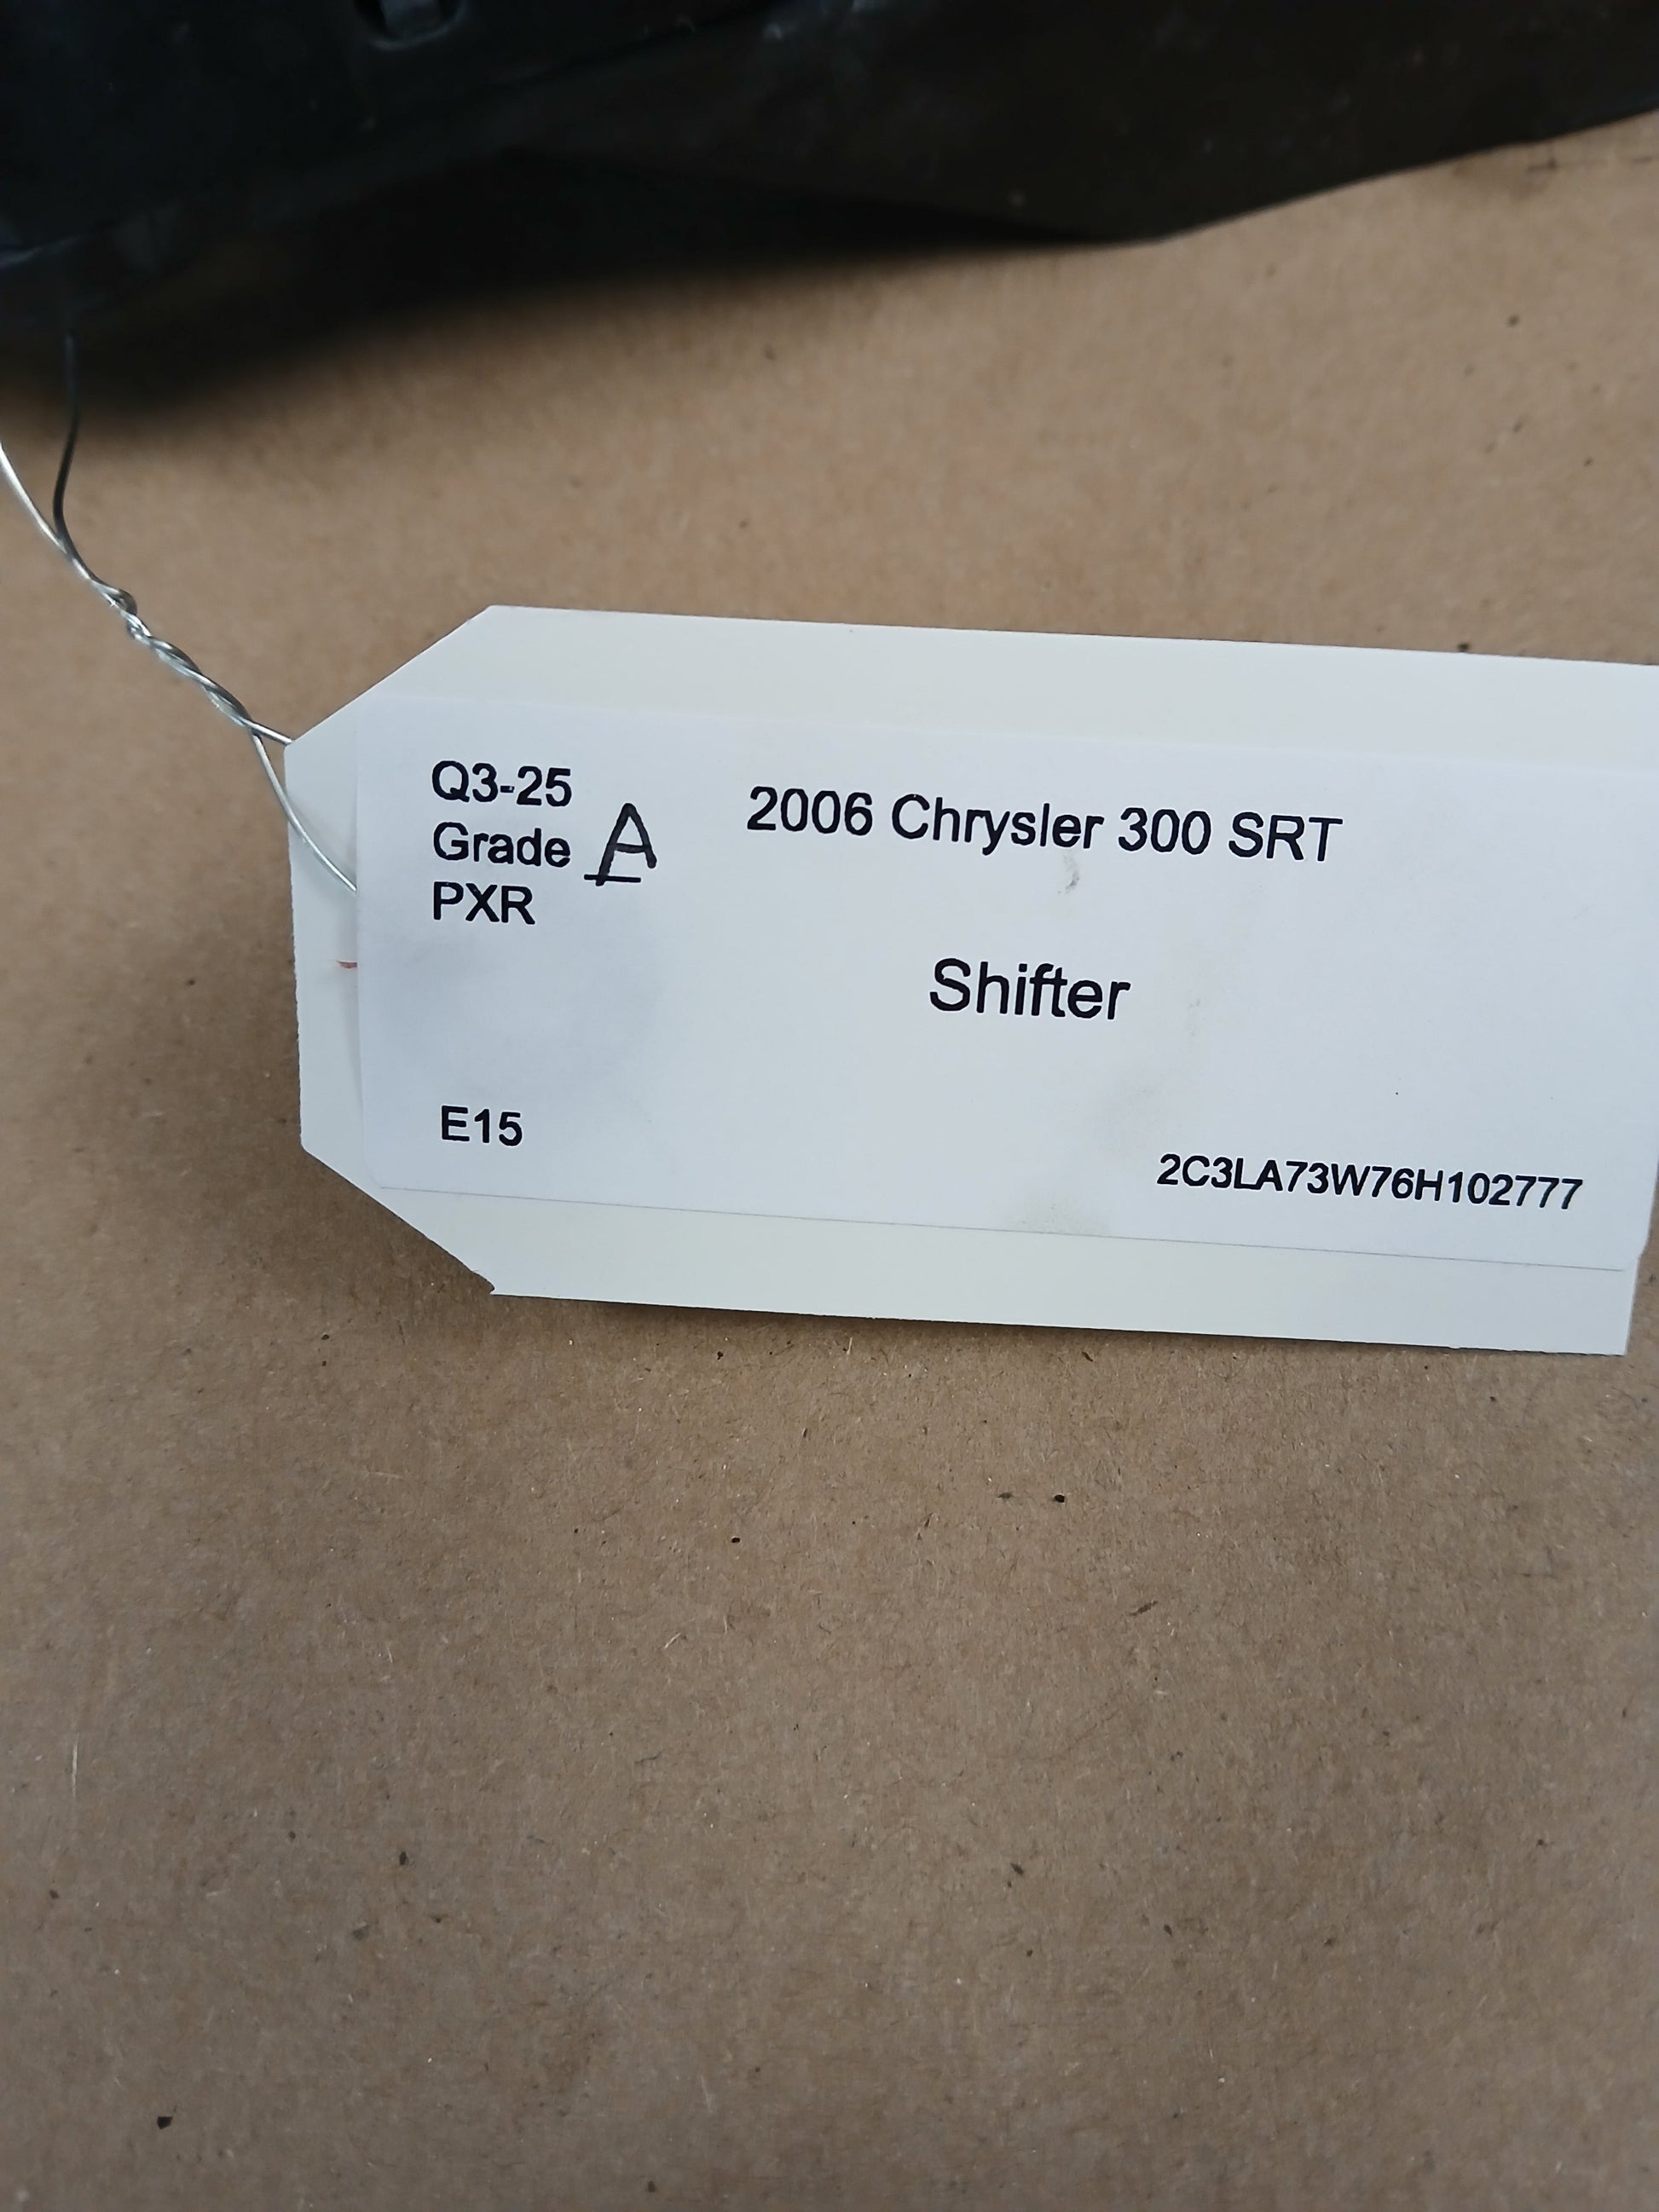 Q3-25
Grade A
PXR
2006 Chrysler 300 SRT
Shifter
E15
2C3LA73W76H102777